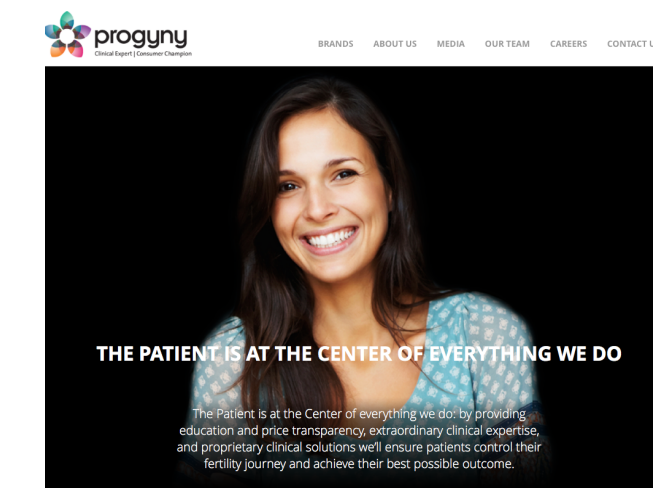 progyny
Clinical Expert | Consumer Champion
BRANDS ABOUT US MEDIA OUR TEAM CAREERS CONTACT U
THE PATIENT IS AT THE CENTER OF EVERYTHING WE DO
The Patient is at the Center of everything we do: by providing
education and price transparency, extraordinary clinical expertise,
and proprietary clinical solutions we'll ensure patients control their
fertility journey and achieve their best possible outcome.